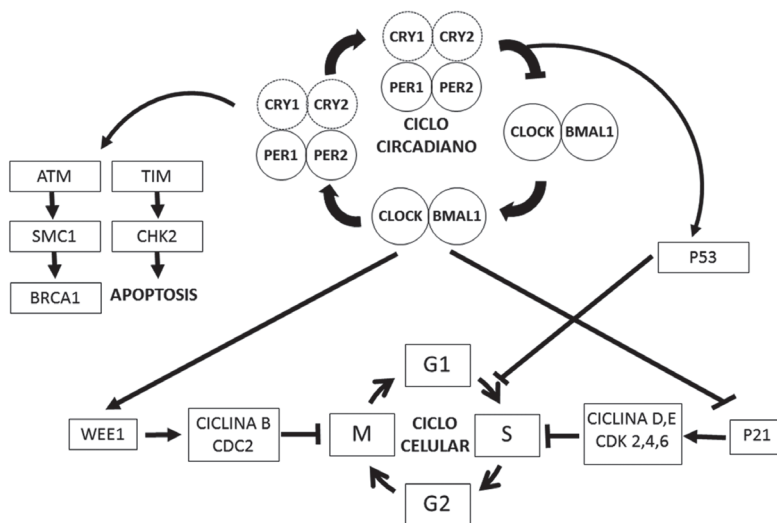 CRY1 CRY2
PER1 PER2
CICLO
CIRCADIANO
CRY1 CRY2
PER1 PER2
CLOCK BMAL1
CLOCK BMAL1
ATM TIM
SMC1 CHK2
BRCA1 APOPTOSIS
P53
G1
WEE1
CICLINA B
CDC2
M
CICLO
CELULAR
S
CICLINA D,E
CDK 2,4,6
P21
G2